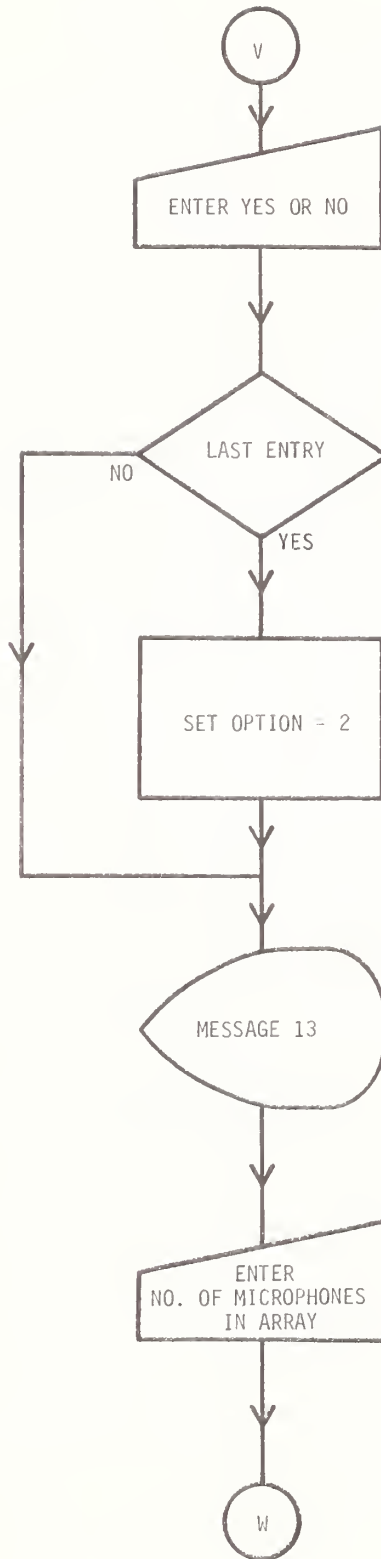 V
ENTER YES OR NO
LAST ENTRY
NO
YES
SET OPTION - 2
MESSAGE 13
ENTER
NO. OF MICROPHONES
IN ARRAY
W